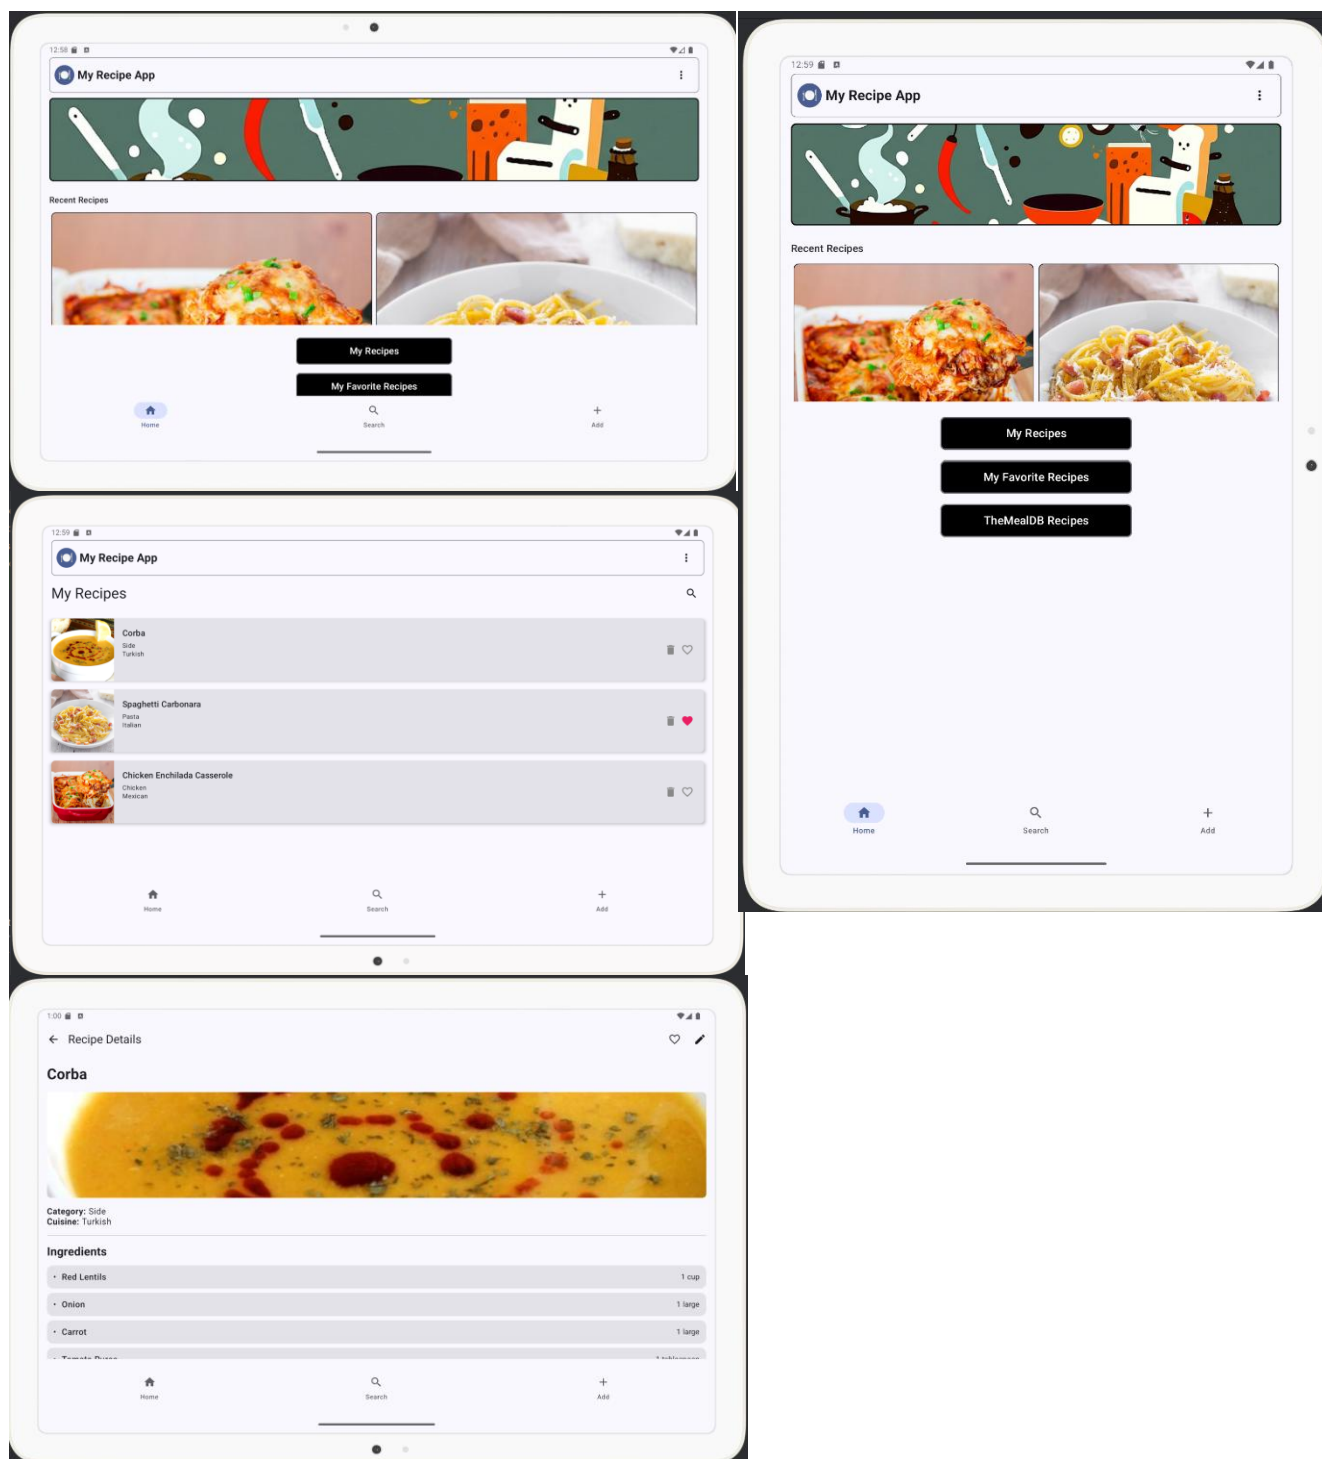 12:58
My Recipe App
Recent Recipes
My Recipes
My Favorite Recipes
Home
Search
Add
12:59
My Recipe App
Recent Recipes
My Recipes
My Favorite Recipes
TheMealDB Recipes
Home
Search
Add
12:59
My Recipe App
My Recipes
Corba
Side
Turkish
Spaghetti Carbonara
Pasta
Italian
Chicken Enchilada Casserole
Chicken
Mexican
Home
Search
Add
1:00
Recipe Details
Corba
Category: Side
Cuisine: Turkish
Ingredients
• Red Lentils 1 cup
• Onion 1 large
• Carrot 1 large
Home
Search
Add